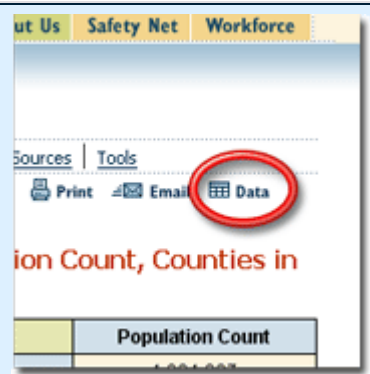 ut Us Safety Net Workforce
Sources | Tools
Print Email Data
ion Count, Counties in
Population Count